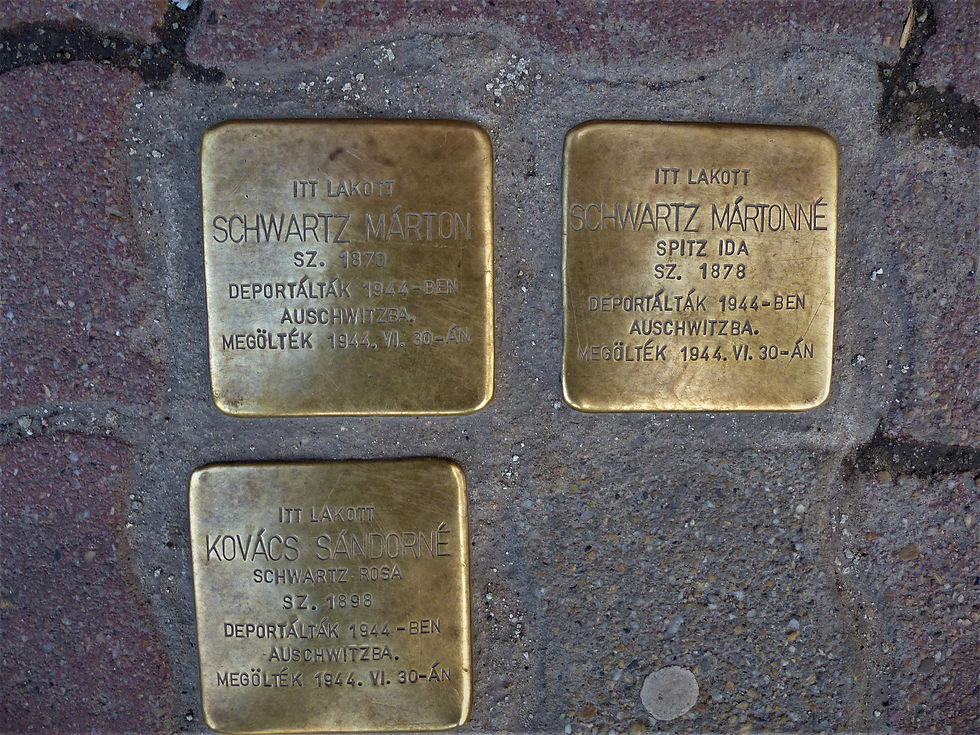 ITT LAKOTT
SCHWARTZ MÁRTON
SZ. 1870
DEPORTÁLTÁK 1944-BEN
AUSCHWITZBA.
MEGÖLTÉK 1944. VI. 30-ÁN
ITT LAKOTT
SCHWARTZ MÁRTONNÉ
SPITZ IDA
SZ. 1878
DEPORTÁLTÁK 1944-BEN
AUSCHWITZBA.
MEGÖLTÉK 1944. VI. 30-ÁN
ITT LAKOTT
KOVÁCS SÁNDORNÉ
SCHWARTZ ROSA
SZ. 1898
DEPORTÁLTÁK 1944-BEN
AUSCHWITZBA.
MEGÖLTÉK 1944. VI. 30-ÁN